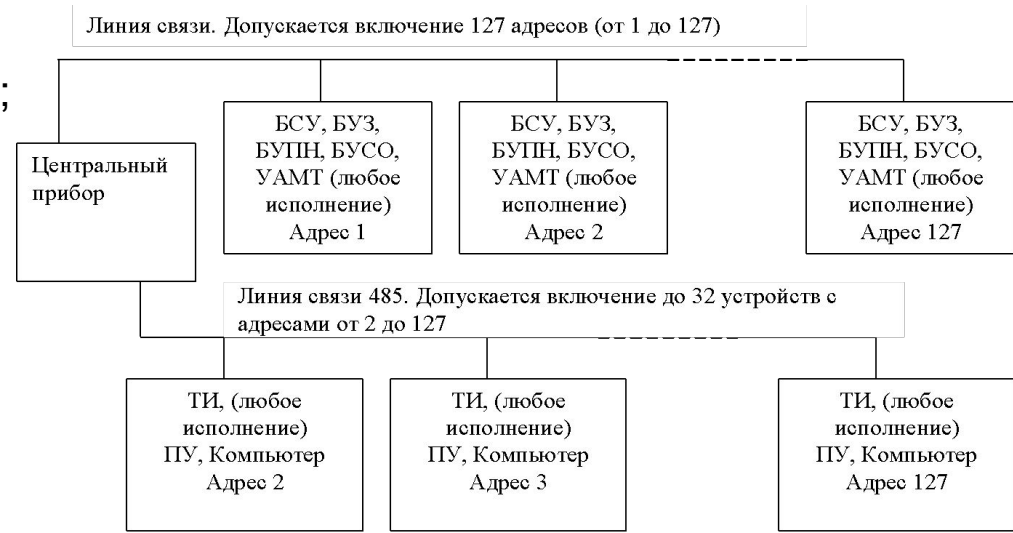 Линия связи. Допускается включение 127 адресов (от 1 до 127)
;
Центральный
прибор
БСУ, БУЗ,
БУПН, БУСО,
УАМТ (любое
исполнение)
Адрес 1
БСУ, БУЗ,
БУПН, БУСО,
УАМТ (любое
исполнение)
Адрес 2
БСУ, БУЗ,
БУПН, БУСО,
УАМТ (любое
исполнение)
Адрес 127
Линия связи 485. Допускается включение до 32 устройств с
адресами от 2 до 127
ТИ, (любое
исполнение)
ПУ, Компьютер
Адрес 2
ТИ, (любое
исполнение)
ПУ, Компьютер
Адрес 3
ТИ, (любое
исполнение)
ПУ, Компьютер
Адрес 127